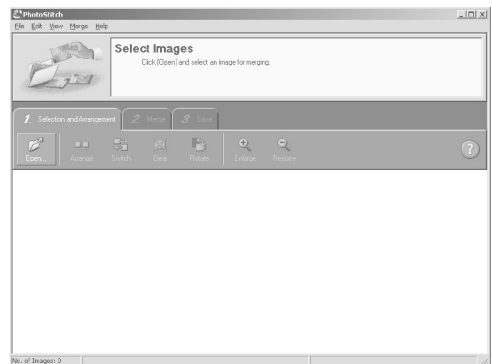 PhotoStitch
File Edit View Merge Help
Select Images
Click [Open] and select an image for merging.
1. Selection and Arrangement 2. Merge 3. Save
Open... Arrange Switch Clear Rotate Enlarge Reduce ?
No. of Images: 0